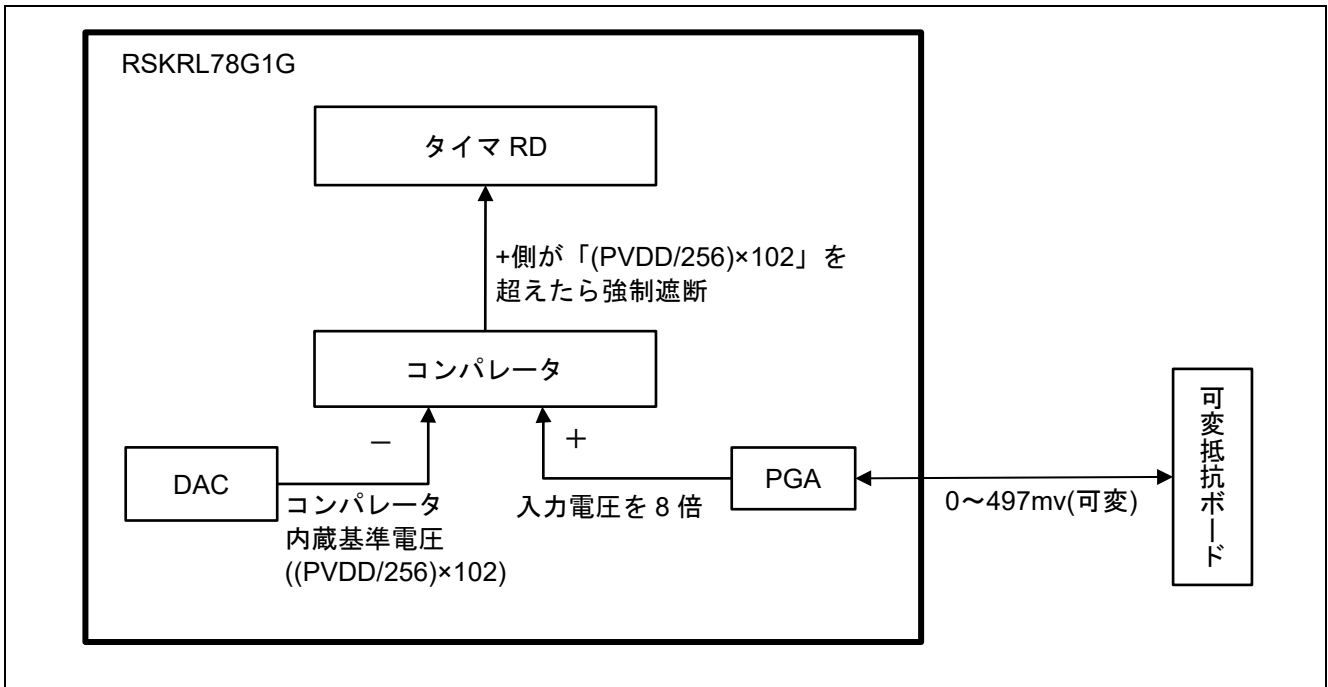 RSKRL78G1G
タイマ RD
+側が「(PVDD/256)×102」を
超えたら強制遮断
コンパレータ
－
＋
DAC
コンパレータ
内蔵基準電圧
((PVDD/256)×102)
入力電圧を 8 倍
PGA
0～497mv(可変)
可変抵抗ボード